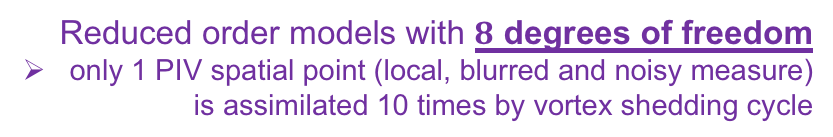 Reduced order models with 8 degrees of freedom
➢ only 1 PIV spatial point (local, blurred and noisy measure)
is assimilated 10 times by vortex shedding cycle